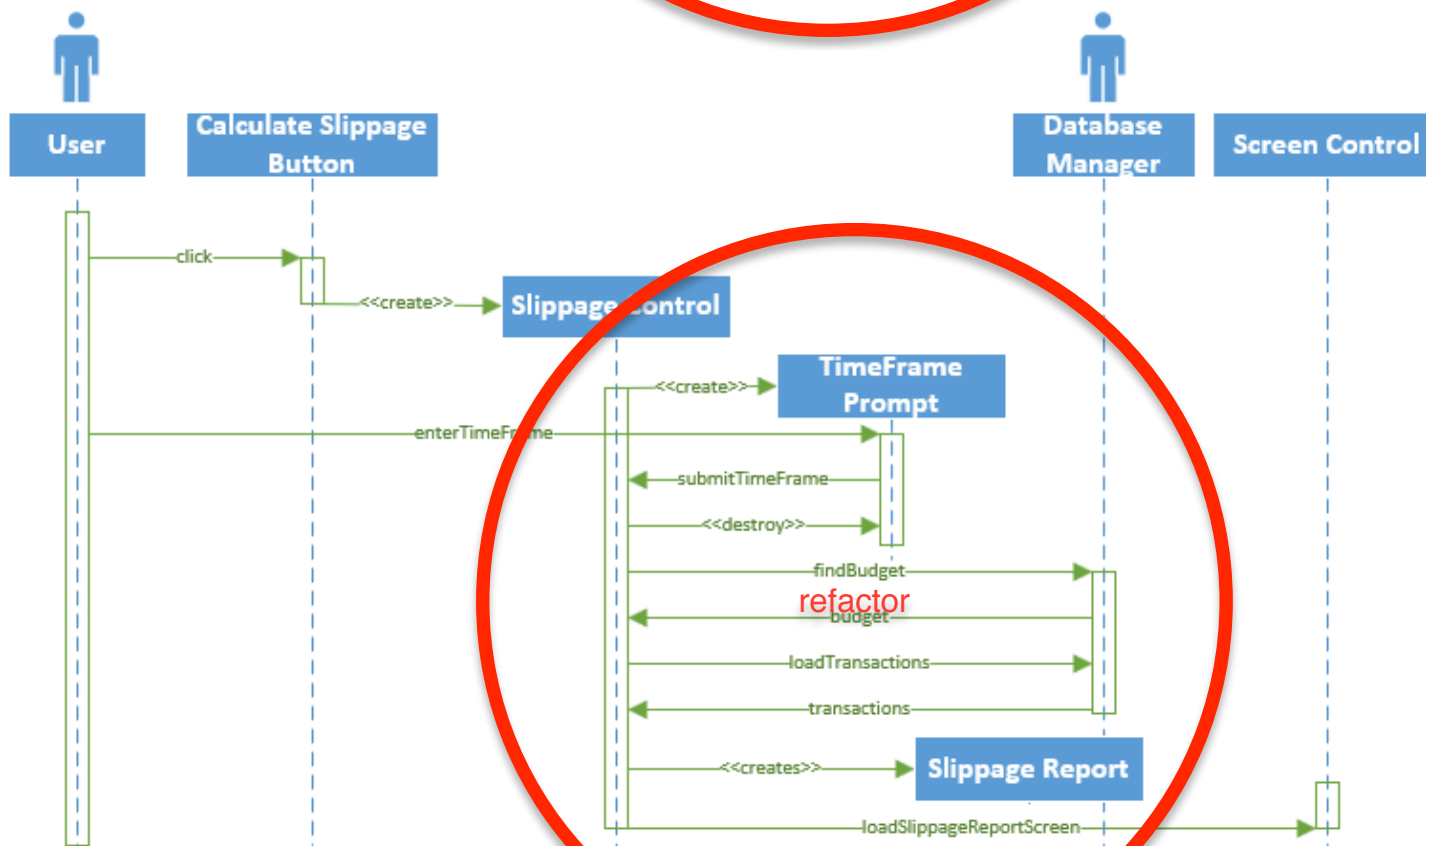 User
Calculate Slippage
Button
Database
Manager
Screen Control
click
<<create>>
Slippage Control
<<create>>
TimeFrame
Prompt
enterTimeFrame
submitTimeFrame
<<destroy>>
findBudget
refactor
budget
loadTransactions
transactions
<<creates>>
Slippage Report
loadSlippageReportScreen